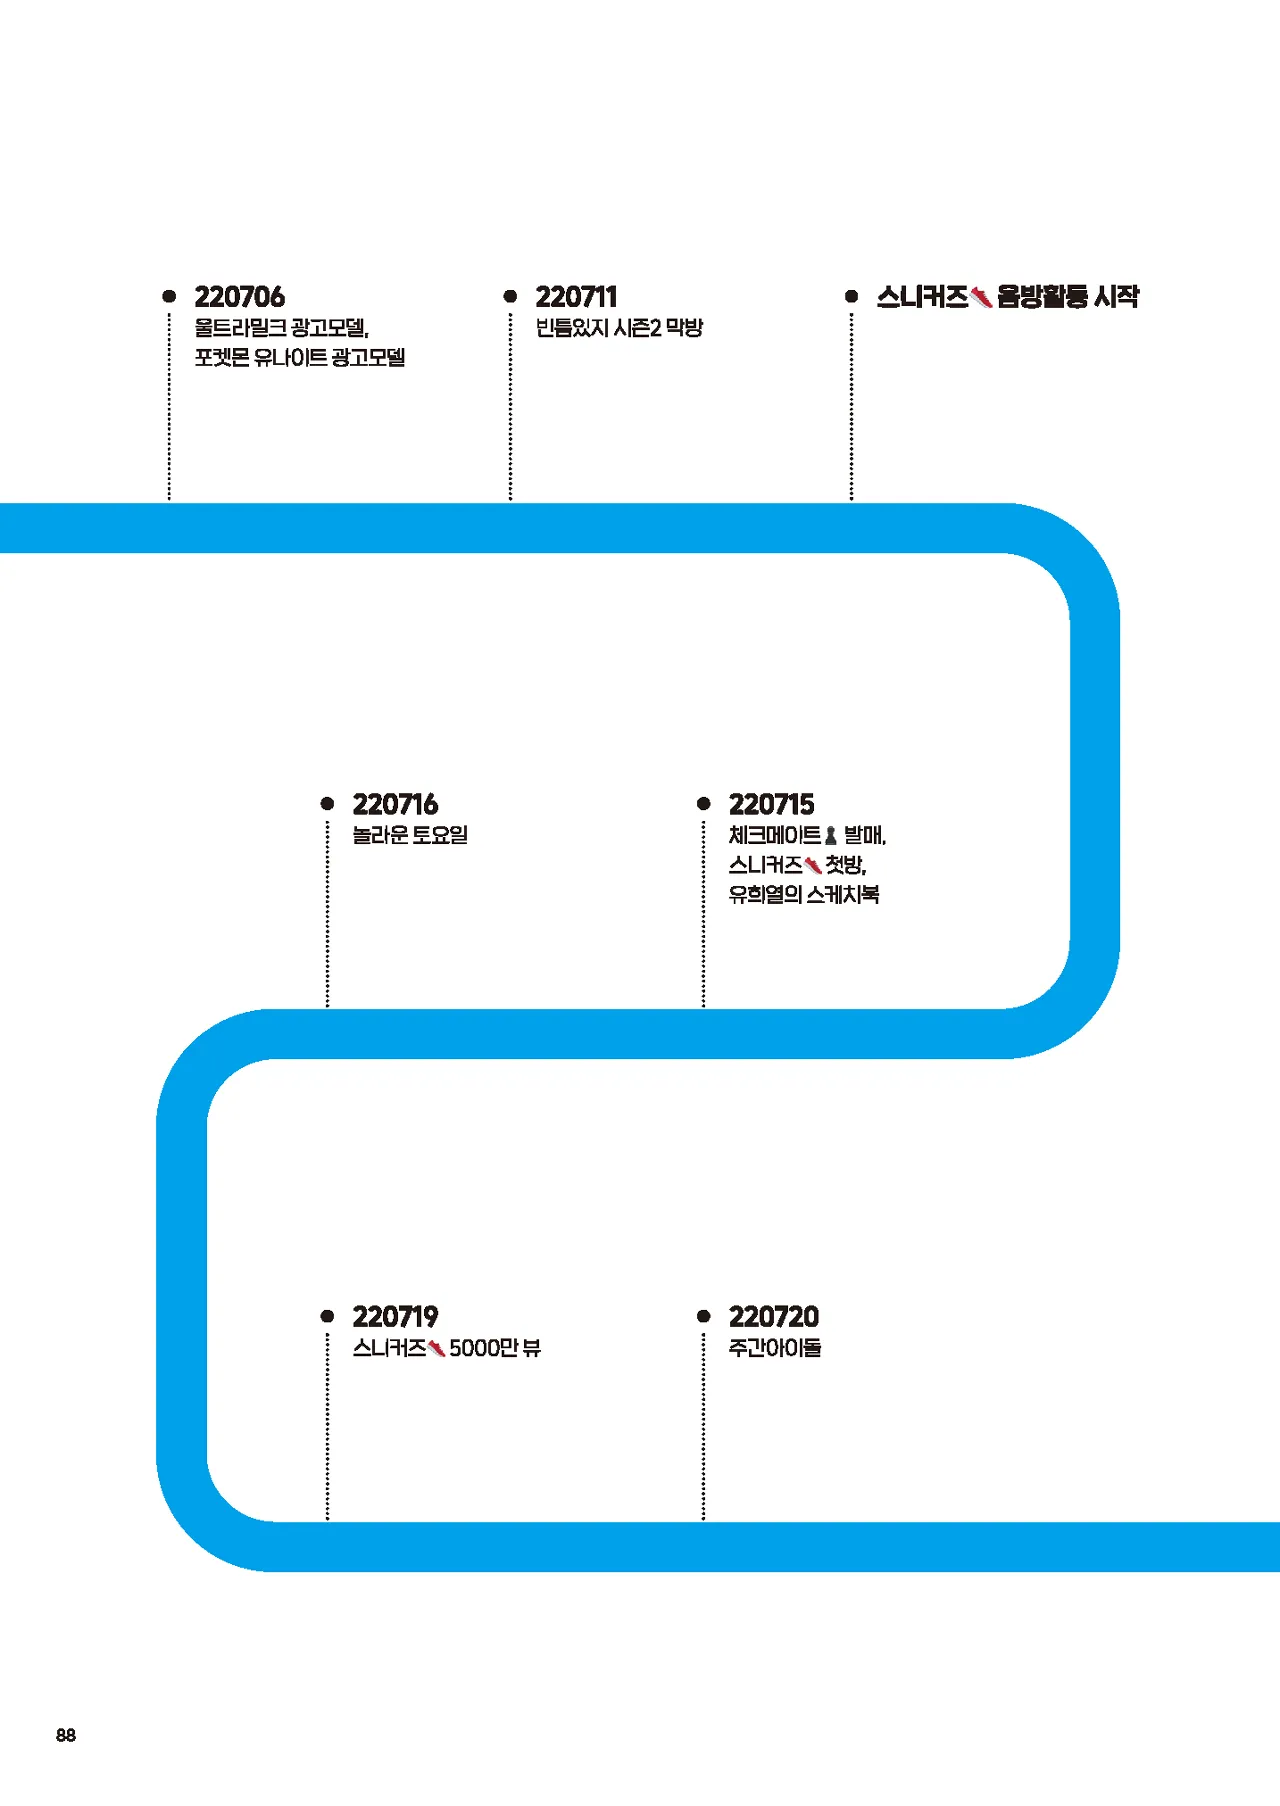 220706
울트라밀크 광고모델,
포켓몬 유나이트 광고모델
220711
빈틈있지 시즌2 막방
스니커즈👟 음방활동 시작
220715
체크메이트♟ 발매,
스니커즈👟 첫방,
유희열의 스케치북
220716
놀라운 토요일
220719
스니커즈👟 5000만 뷰
220720
주간아이돌
88